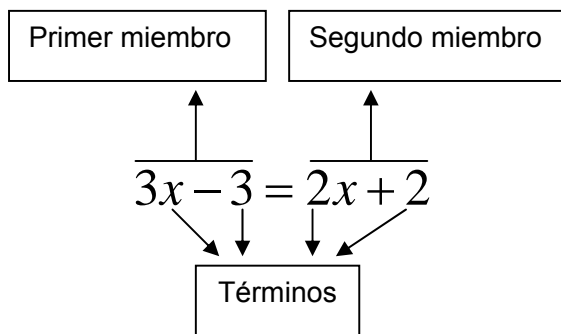 Primer miembro Segundo miembro
3x − 3 = 2x + 2
Términos